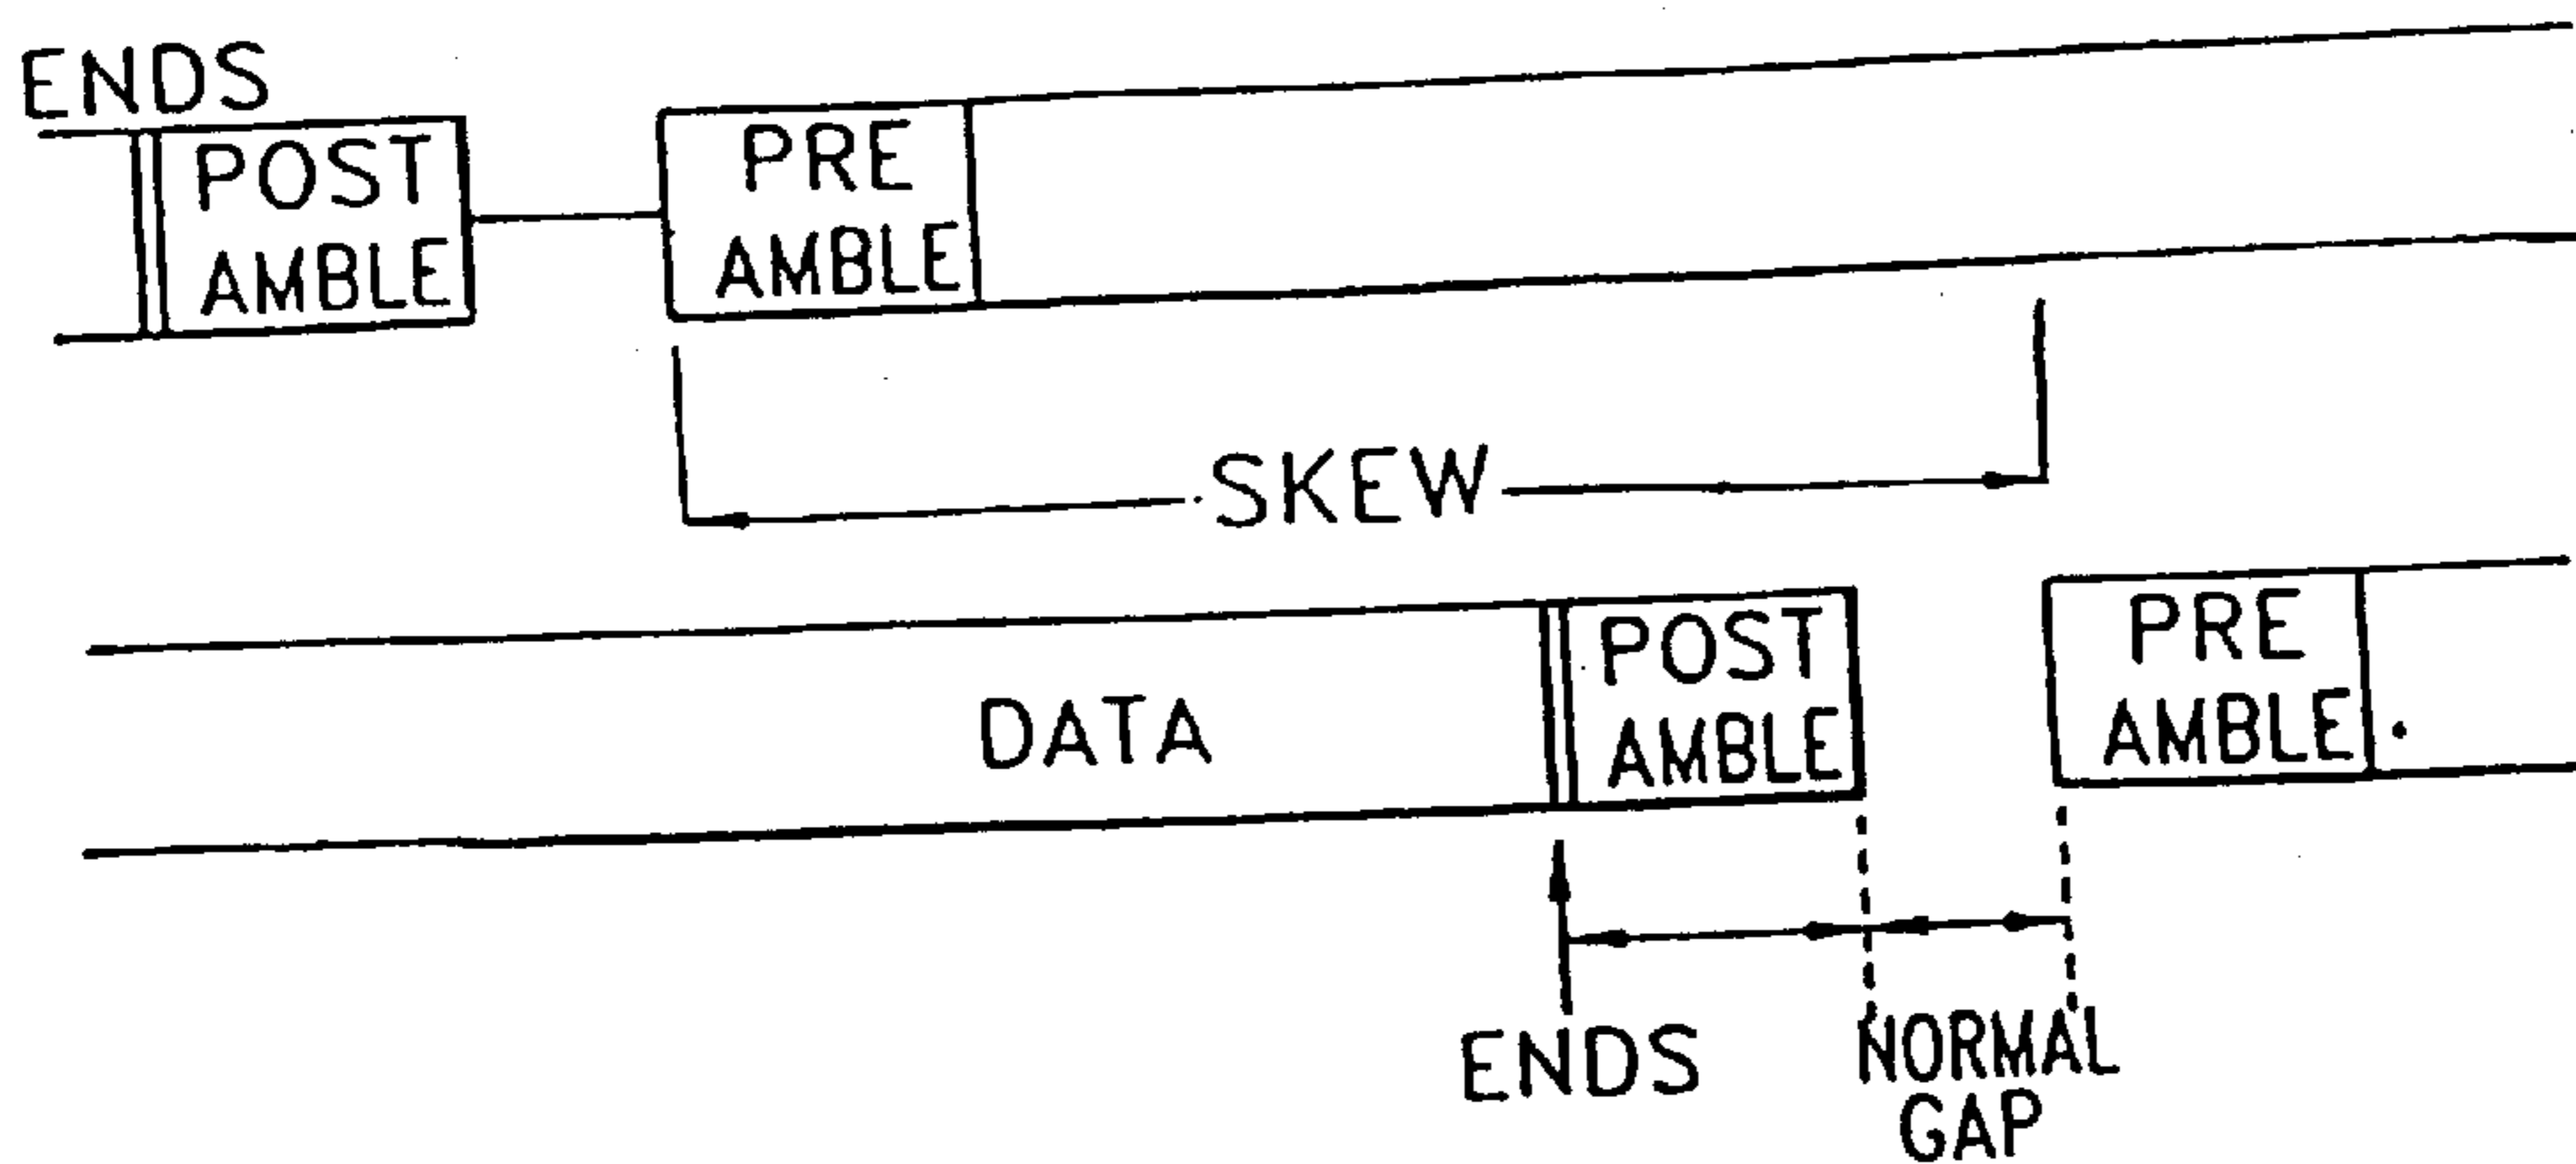 ENDS
POST
AMBLE
PRE
AMBLE
SKEW
DATA
POST
AMBLE
PRE
AMBLE
ENDS
NORMAL
GAP